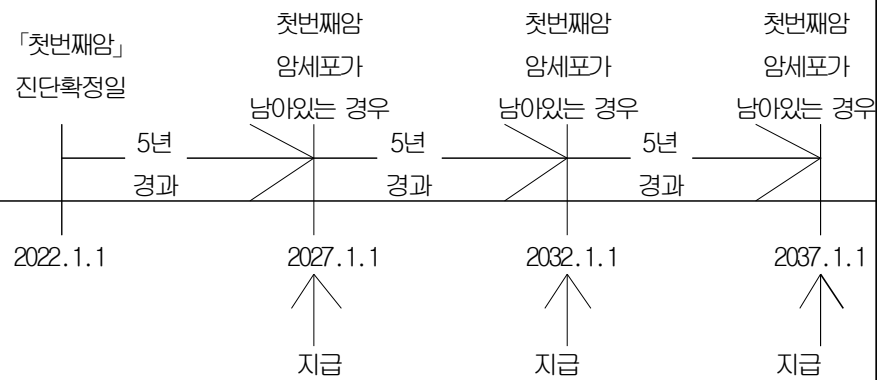 「첫번째암」
진단확정일
첫번째암
암세포가
남아있는 경우
첫번째암
암세포가
남아있는 경우
첫번째암
암세포가
남아있는 경우
5년
경과
5년
경과
5년
경과
2022.1.1
2027.1.1
2032.1.1
2037.1.1
지급
지급
지급